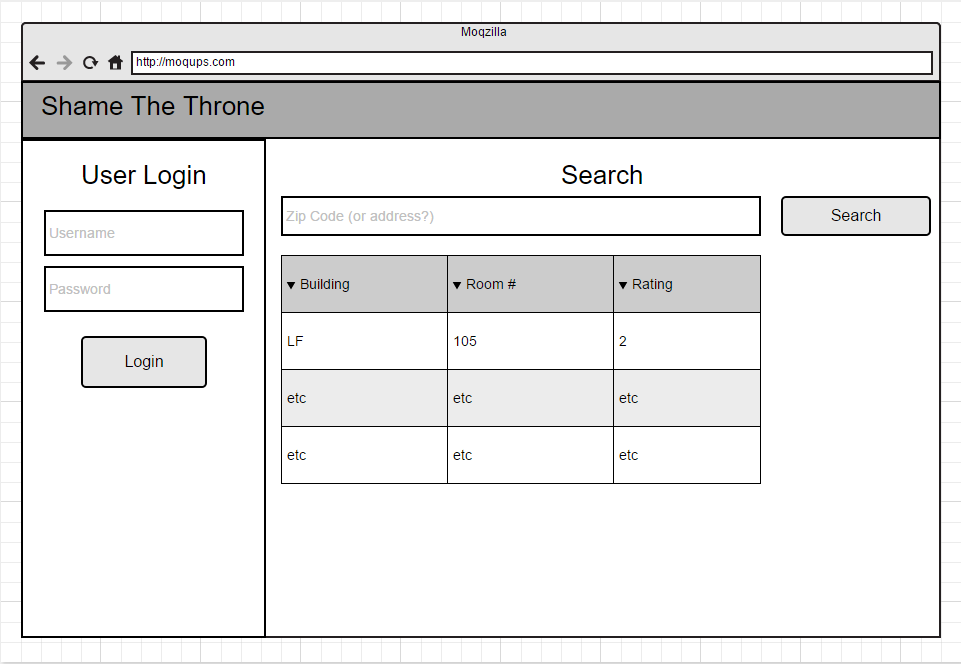 Moqzilla
http://moqups.com
Shame The Throne
User Login
Username
Password
Login
Search
Zip Code (or address?)
Search
▼ Building ▼ Room # ▼ Rating
LF 105 2
etc etc etc
etc etc etc